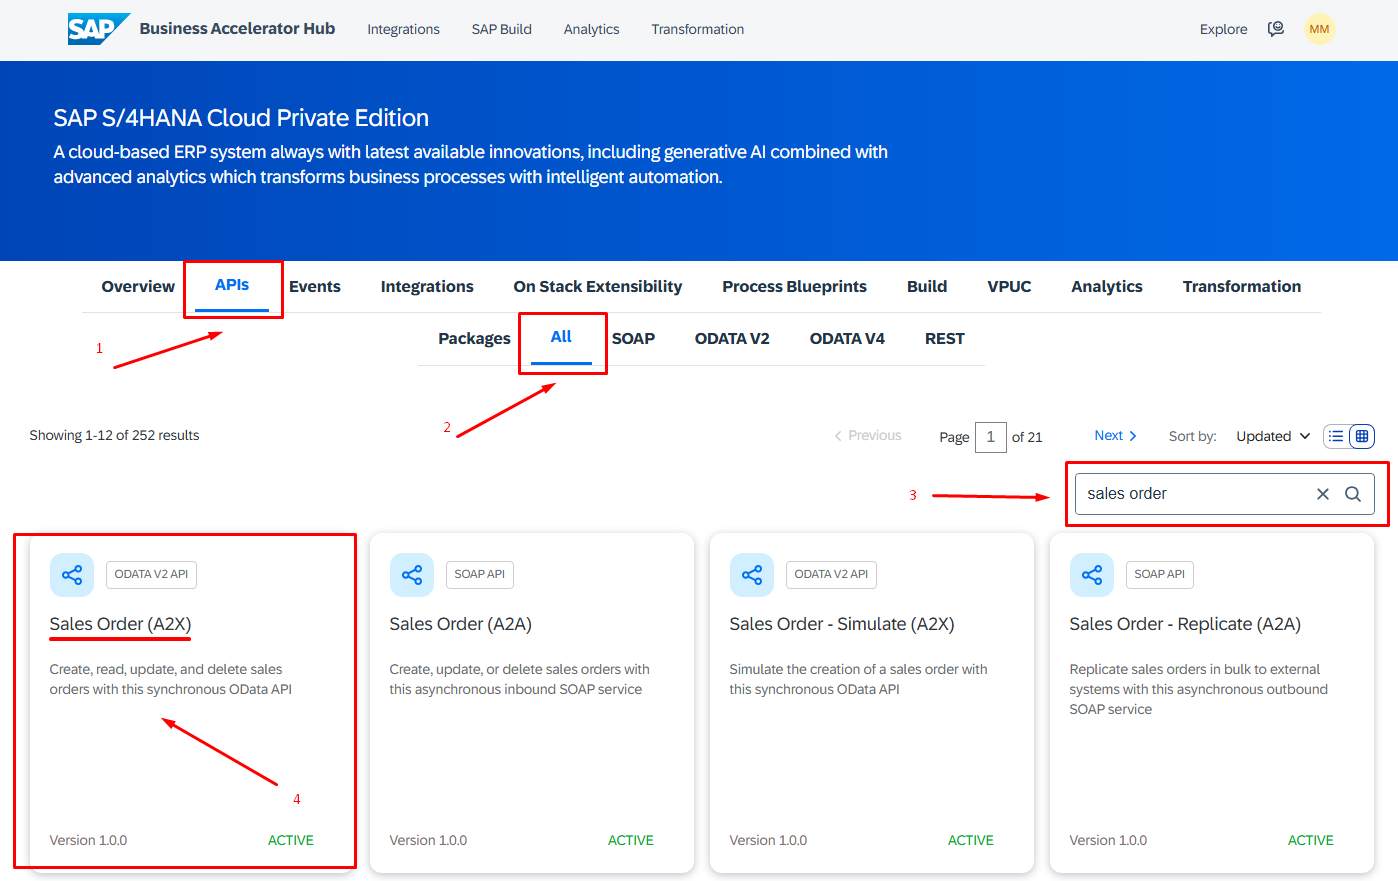 SAP Business Accelerator Hub Integrations SAP Build Analytics Transformation Explore MM
SAP S/4HANA Cloud Private Edition
A cloud-based ERP system always with latest available innovations, including generative AI combined with
advanced analytics which transforms business processes with intelligent automation.
Overview APIs Events Integrations On Stack Extensibility Process Blueprints Build VPUC Analytics Transformation
1
Packages All SOAP ODATA V2 ODATA V4 REST
2
Showing 1-12 of 252 results Previous Page 1 of 21 Next Sort by: Updated
3
sales order
ODATA V2 API
Sales Order (A2X)
Create, read, update, and delete sales
orders with this synchronous OData API
4
Version 1.0.0 ACTIVE
SOAP API
Sales Order (A2A)
Create, update, or delete sales orders with
this asynchronous inbound SOAP service
Version 1.0.0 ACTIVE
ODATA V2 API
Sales Order - Simulate (A2X)
Simulate the creation of a sales order with
this synchronous OData API
Version 1.0.0 ACTIVE
SOAP API
Sales Order - Replicate (A2A)
Replicate sales orders in bulk to external
systems with this asynchronous outbound
SOAP service
Version 1.0.0 ACTIVE